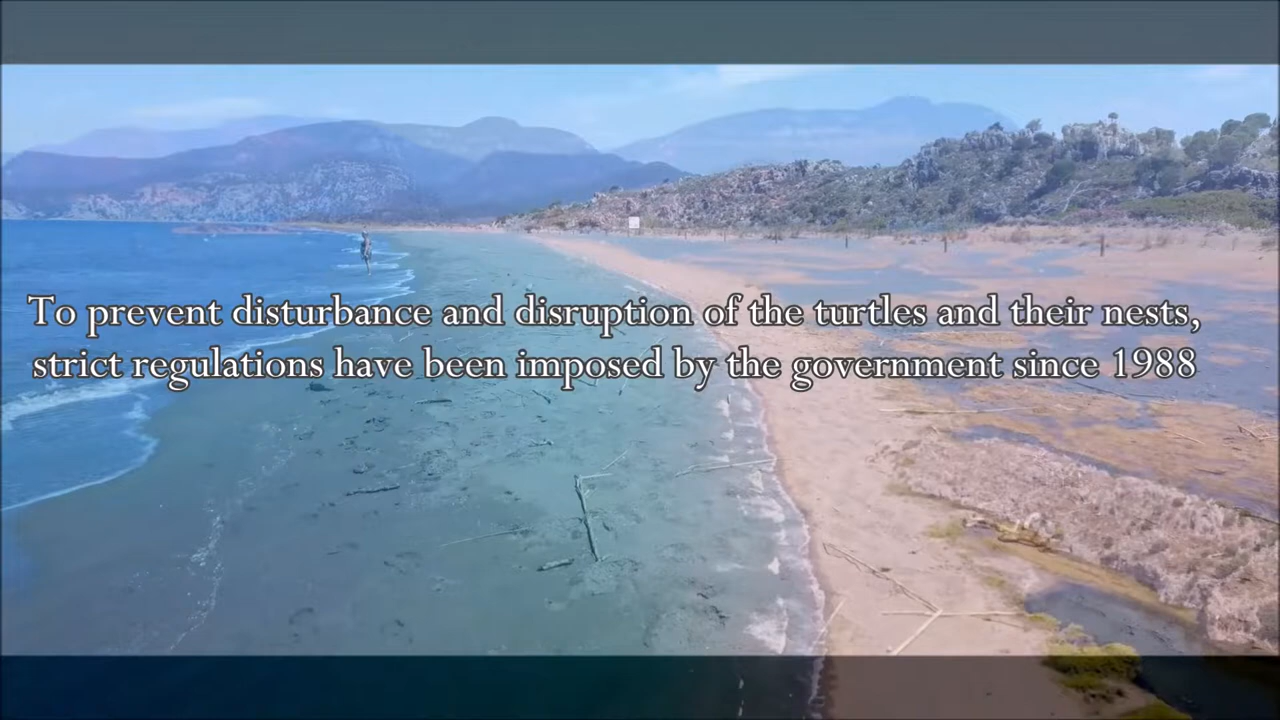 To prevent disturbance and disruption of the turtles and their nests,
strict regulations have been imposed by the government since 1988